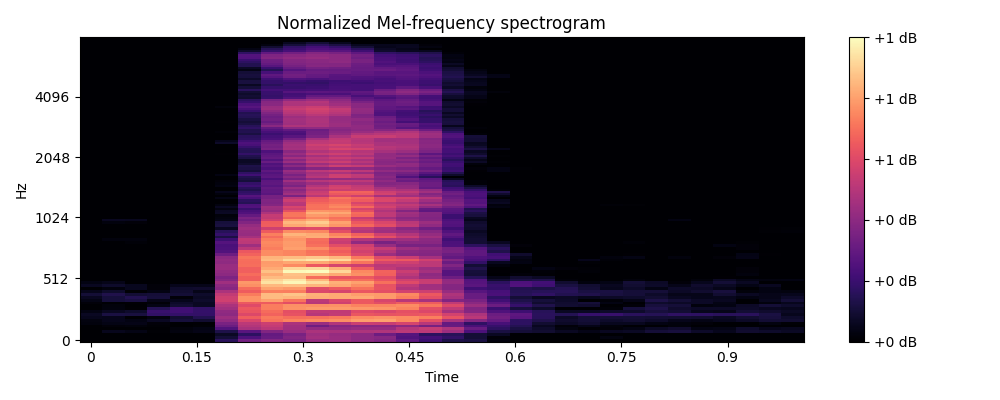 Normalized Mel-frequency spectrogram
+1 dB
+1 dB
+1 dB
+0 dB
+0 dB
+0 dB
Hz
4096
2048
1024
512
0
0 0.15 0.3 0.45 0.6 0.75 0.9
Time